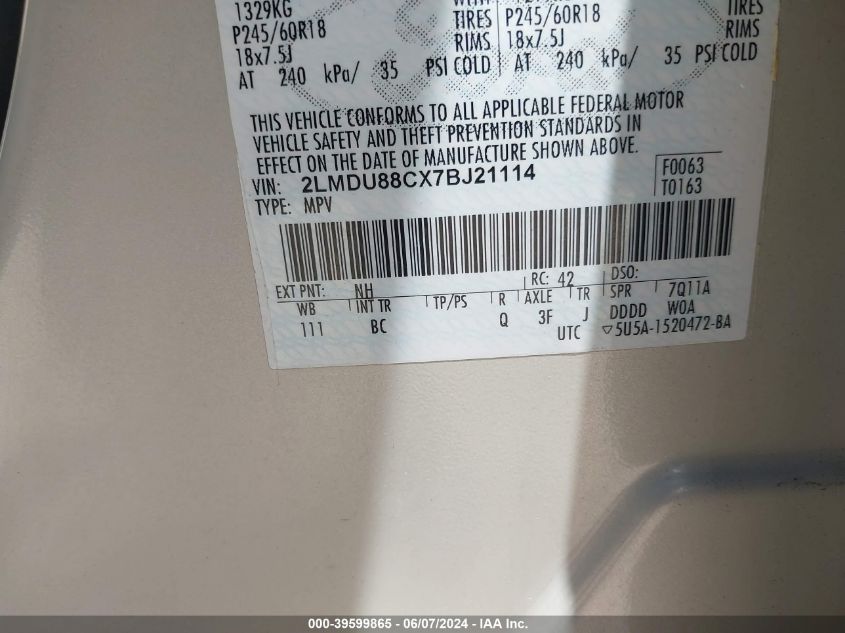 1329KG
P245/60R18 TIRES P245/60R18 TIRES
18x7.5J RIMS 18x7.5J RIMS
AT 240 kPa/ 35 PSI COLD AT 240 kPa/ 35 PSI COLD
THIS VEHICLE CONFORMS TO ALL APPLICABLE FEDERAL MOTOR
VEHICLE SAFETY AND THEFT PREVENTION STANDARDS IN
EFFECT ON THE DATE OF MANUFACTURE SHOWN ABOVE.
VIN: 2LMDU88CX7BJ21114 F0063
TYPE: MPV T0163
EXT PNT: NH RC: 42 DSO:
WB INT TR TP/PS R AXLE TR SPR 7Q11A
111 BC Q 3F J DDDD WOA
UTC ▽5U5A-1520472-BA
000-39599865 - 06/07/2024 - IAA Inc.